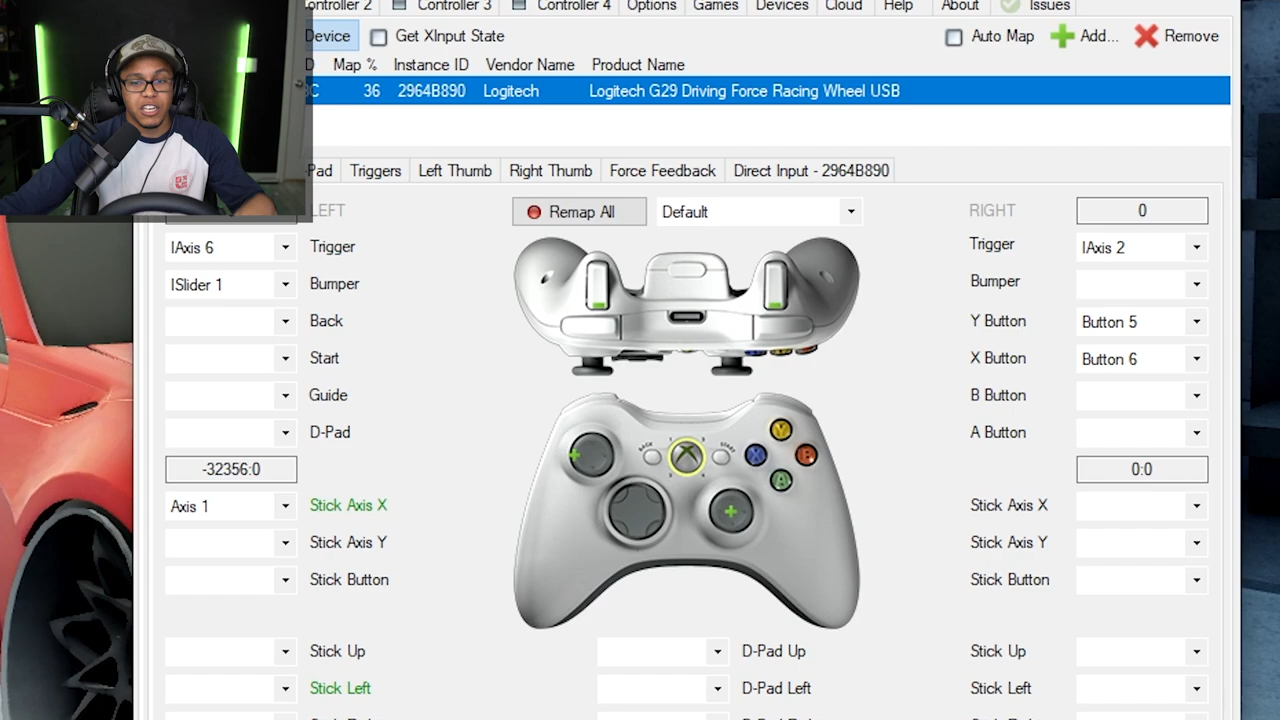 ontroller 2 Controller 3 Controller 4 Options Games Devices Cloud Help About Issues
Device Get XInput State Auto Map Add... Remove
Map % Instance ID Vendor Name Product Name
C 36 2964B890 Logitech Logitech G29 Driving Force Racing Wheel USB
Pad Triggers Left Thumb Right Thumb Force Feedback Direct Input - 2964B890
LEFT Remap All Default RIGHT 0
IAxis 6 Trigger Trigger IAxis 2
ISlider 1 Bumper Bumper
Back Y Button Button 5
Start X Button Button 6
Guide B Button
D-Pad A Button
BACK START
Y
X B
A
-32356:0 0:0
Axis 1 Stick Axis X Stick Axis X
Stick Axis Y Stick Axis Y
Stick Button Stick Button
Stick Up D-Pad Up Stick Up
Stick Left D-Pad Left Stick Left